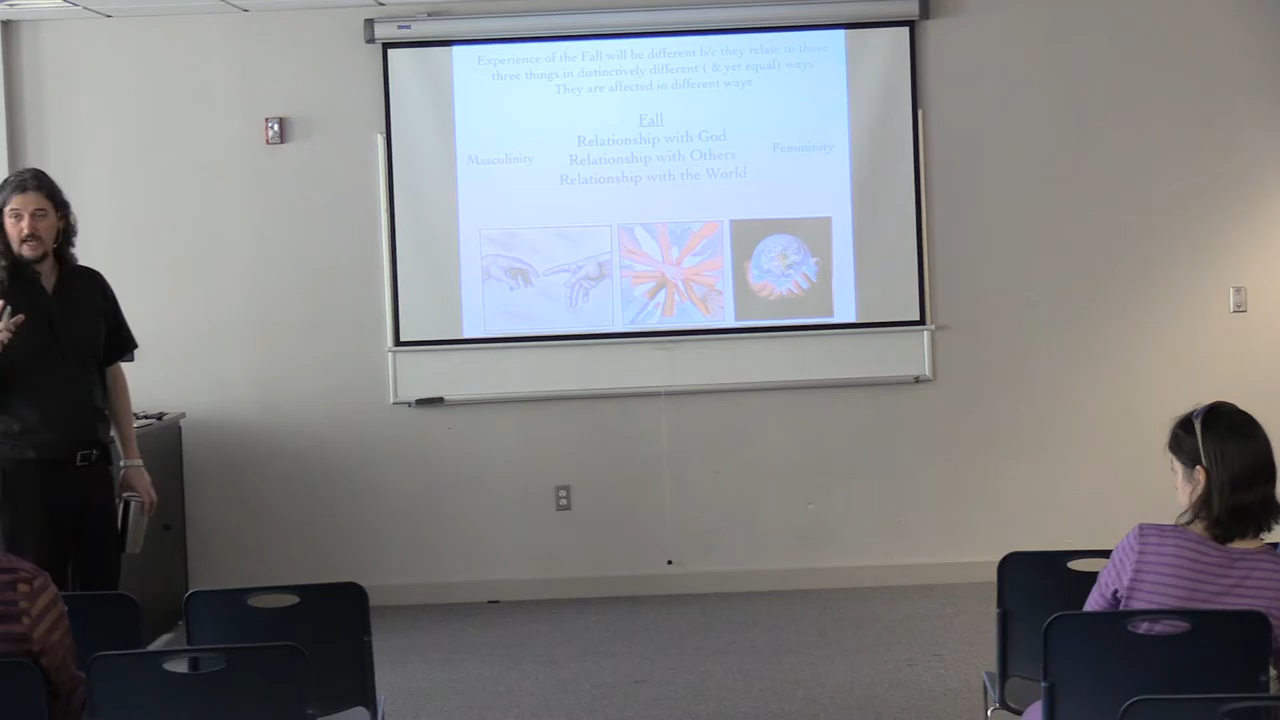 Experience of the Fall will be different b/c they relate to these
three things in distinctively different ( & yet equal) ways
They are affected in different ways
Fall
Relationship with God
Masculinity
Relationship with Others
Femininity
Relationship with the World